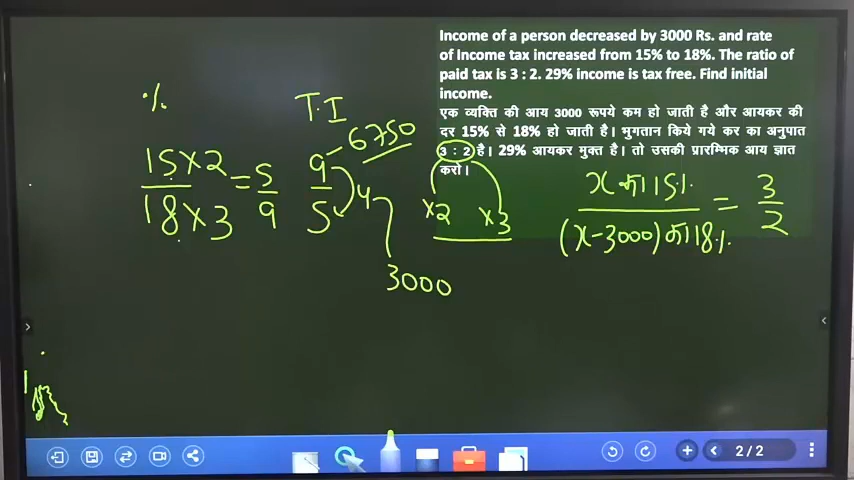 Income of a person decreased by 3000 Rs. and rate
of Income tax increased from 15% to 18%. The ratio of
paid tax is 3 : 2. 29% income is tax free. Find initial
income.
एक व्यक्ति की आय 3000 रूपये कम हो जाती है और आयकर की
दर 15% से 18% हो जाती है। भुगतान किये गये कर का अनुपात
3 : 2 है। 29% आयकर मुक्त है। तो उसकी प्रारम्भिक आय ज्ञात
करो।
%
T.I
15×2
18×3
= 5/9
9 - 6750
5
4
3000
×2 ×3
x का 15%
(x-3000) का 18%
= 3/2
2 / 2